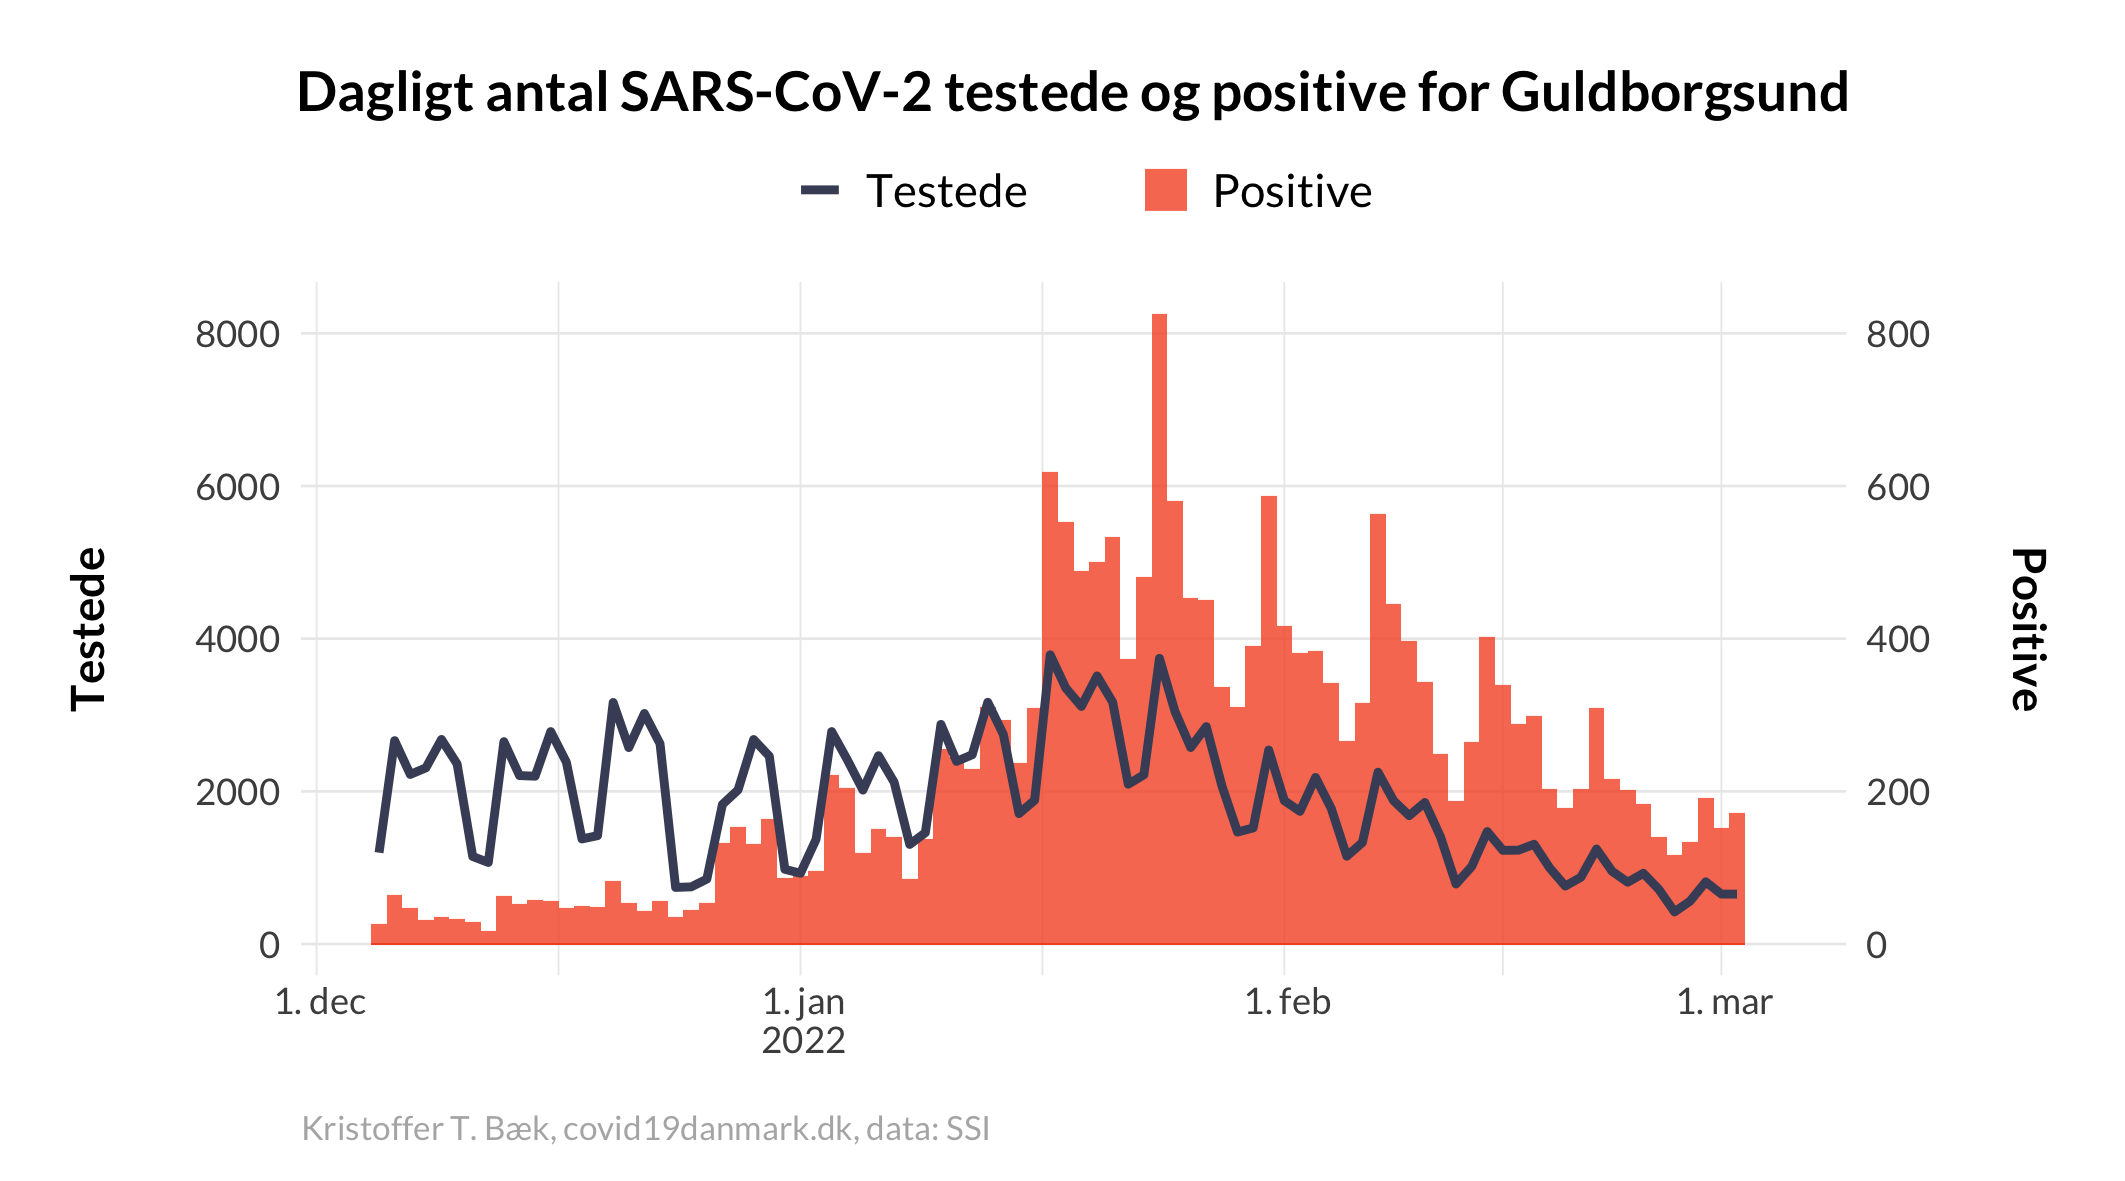 Dagligt antal SARS-CoV-2 testede og positive for Guldborgsund
Testede
Positive
8000
6000
4000
2000
0
800
600
400
200
0
Testede
Positive
1. dec
1. jan
2022
1. feb
1. mar
Kristoffer T. Bæk, covid19danmark.dk, data: SSI